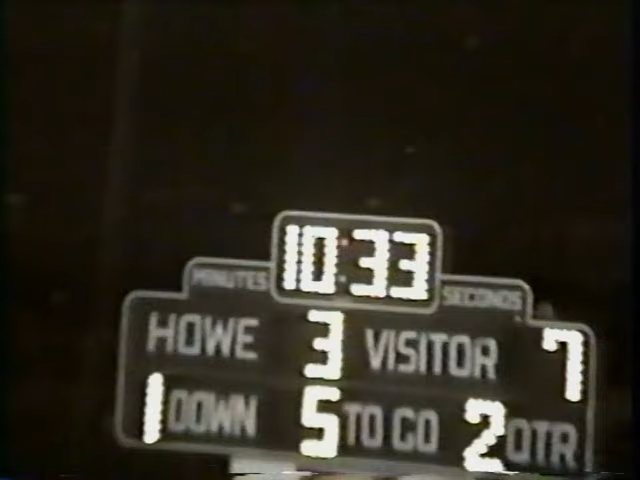 10:33
MINUTES SECONDS
HOWE 3 VISITOR 7
1 DOWN 5 TO GO 2 QTR